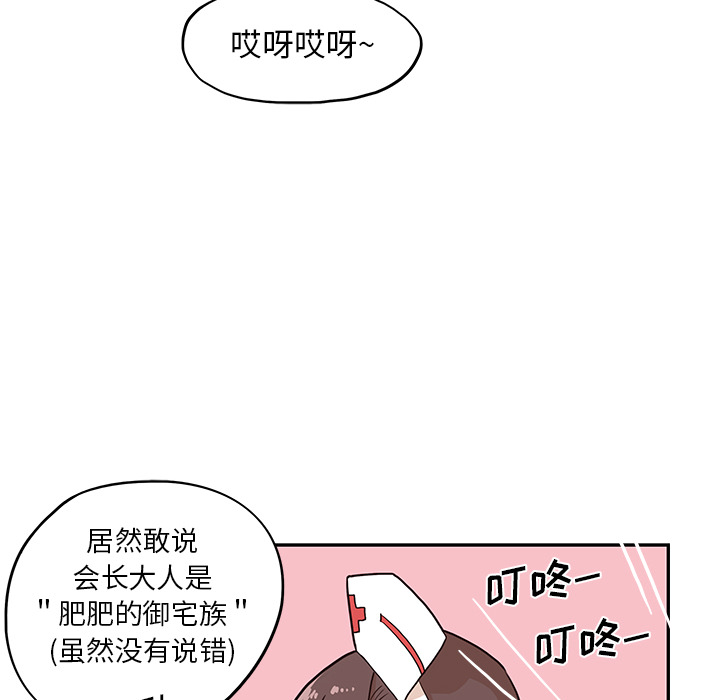 哎呀哎呀~
居然敢说
会长大人是
"肥肥的御宅族"
(虽然没有说错)
叮咚—
叮咚—